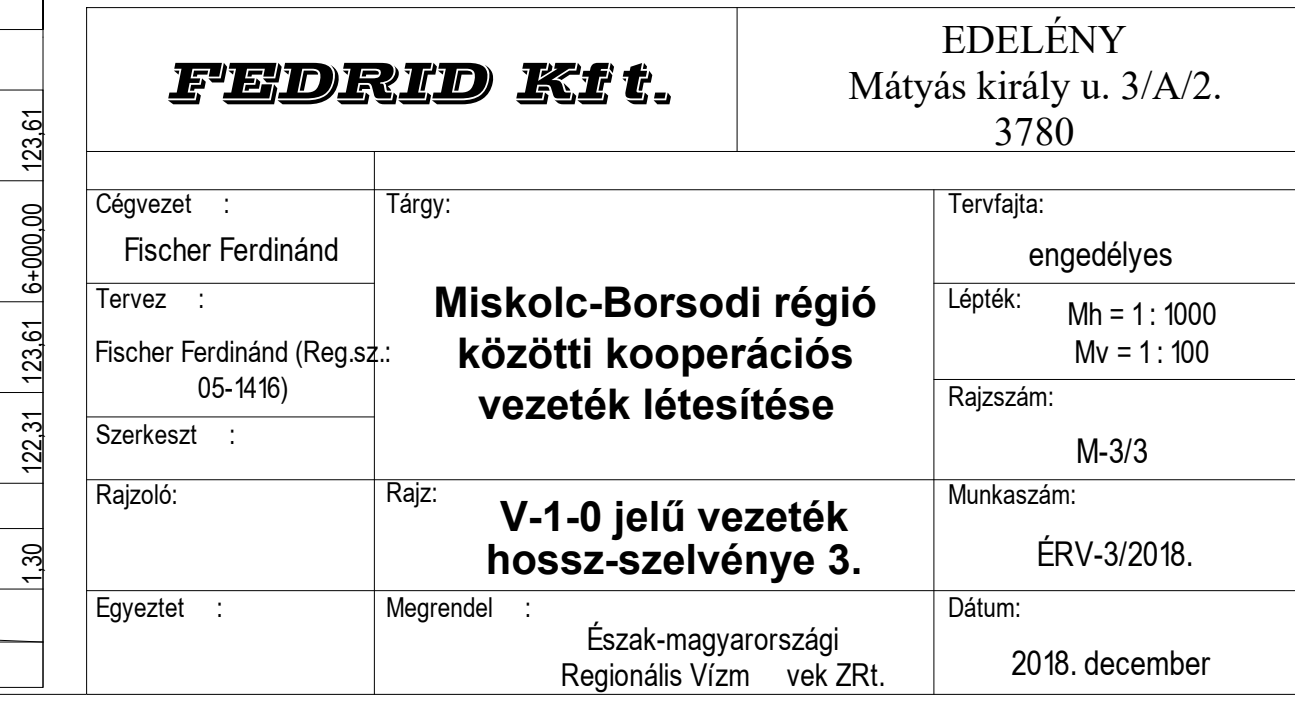 FEDRID Kft.
EDELÉNY
Mátyás király u. 3/A/2.
3780
Cégvezet :
Fischer Ferdinánd
Tervez :
Fischer Ferdinánd (Reg.sz.:
05-1416)
Szerkeszt :
Rajzoló:
Egyeztet :
Tárgy:
Miskolc-Borsodi régió
közötti kooperációs
vezeték létesítése
Rajz:
V-1-0 jelű vezeték
hossz-szelvénye 3.
Megrendel :
Észak-magyarországi
Regionális Vízm vek ZRt.
Tervfajta:
engedélyes
Lépték:
Mh = 1 : 1000
Mv = 1 : 100
Rajzszám:
M-3/3
Munkaszám:
ÉRV-3/2018.
Dátum:
2018. december
123,61
6+000,00
123,61
122,31
1,30